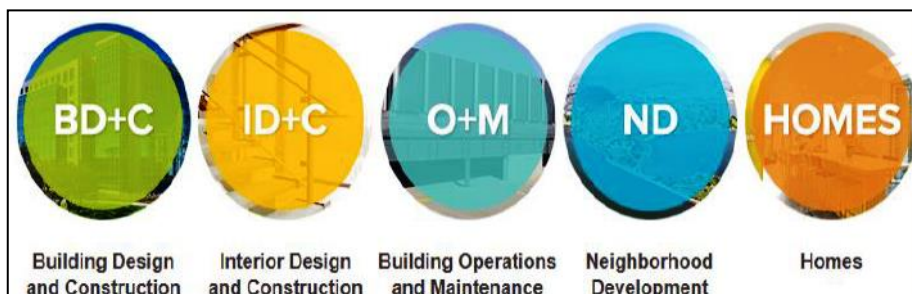 BD+C
ID+C
O+M
ND
HOMES
Building Design
and Construction
Interior Design
and Construction
Building Operations
and Maintenance
Neighborhood
Development
Homes